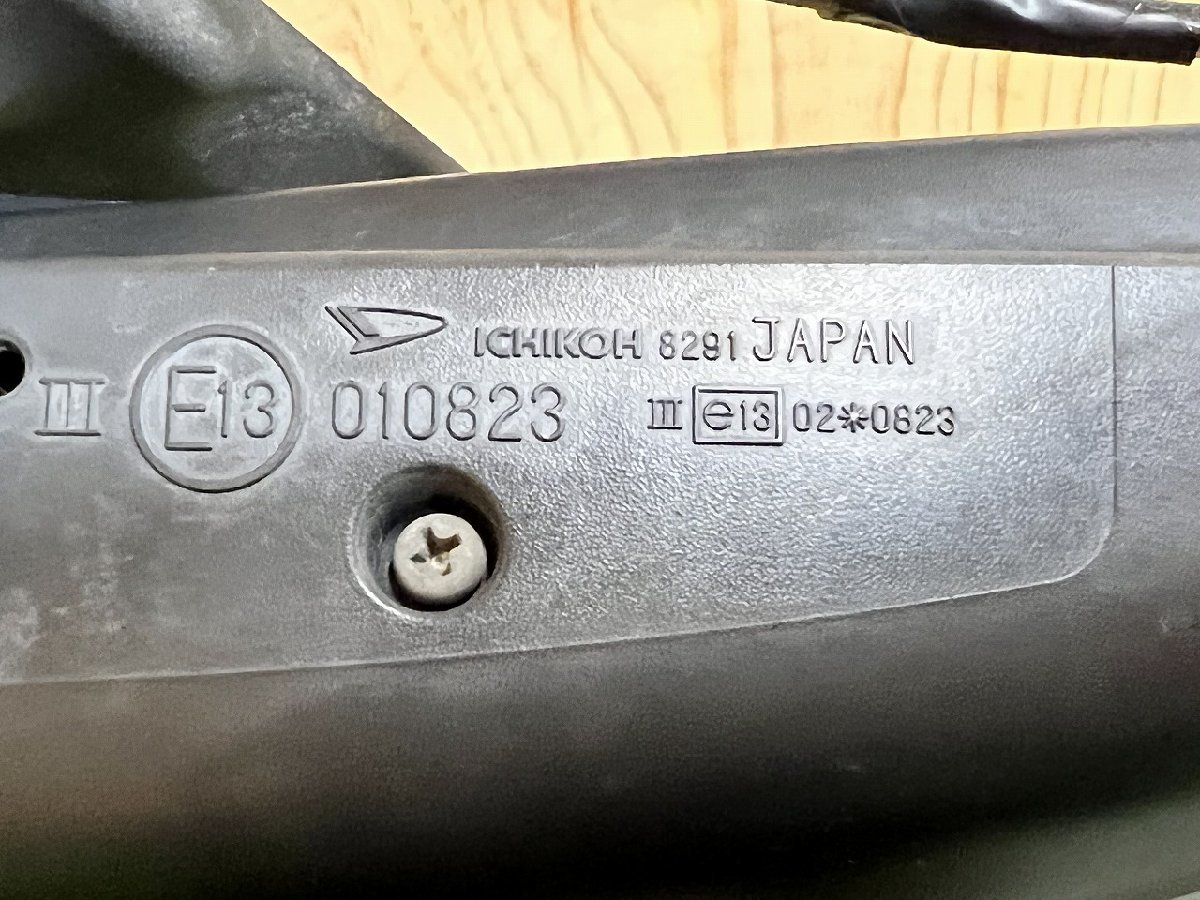 ICHIKOH 8291 JAPAN
III E13 010823 III e13 02*0823